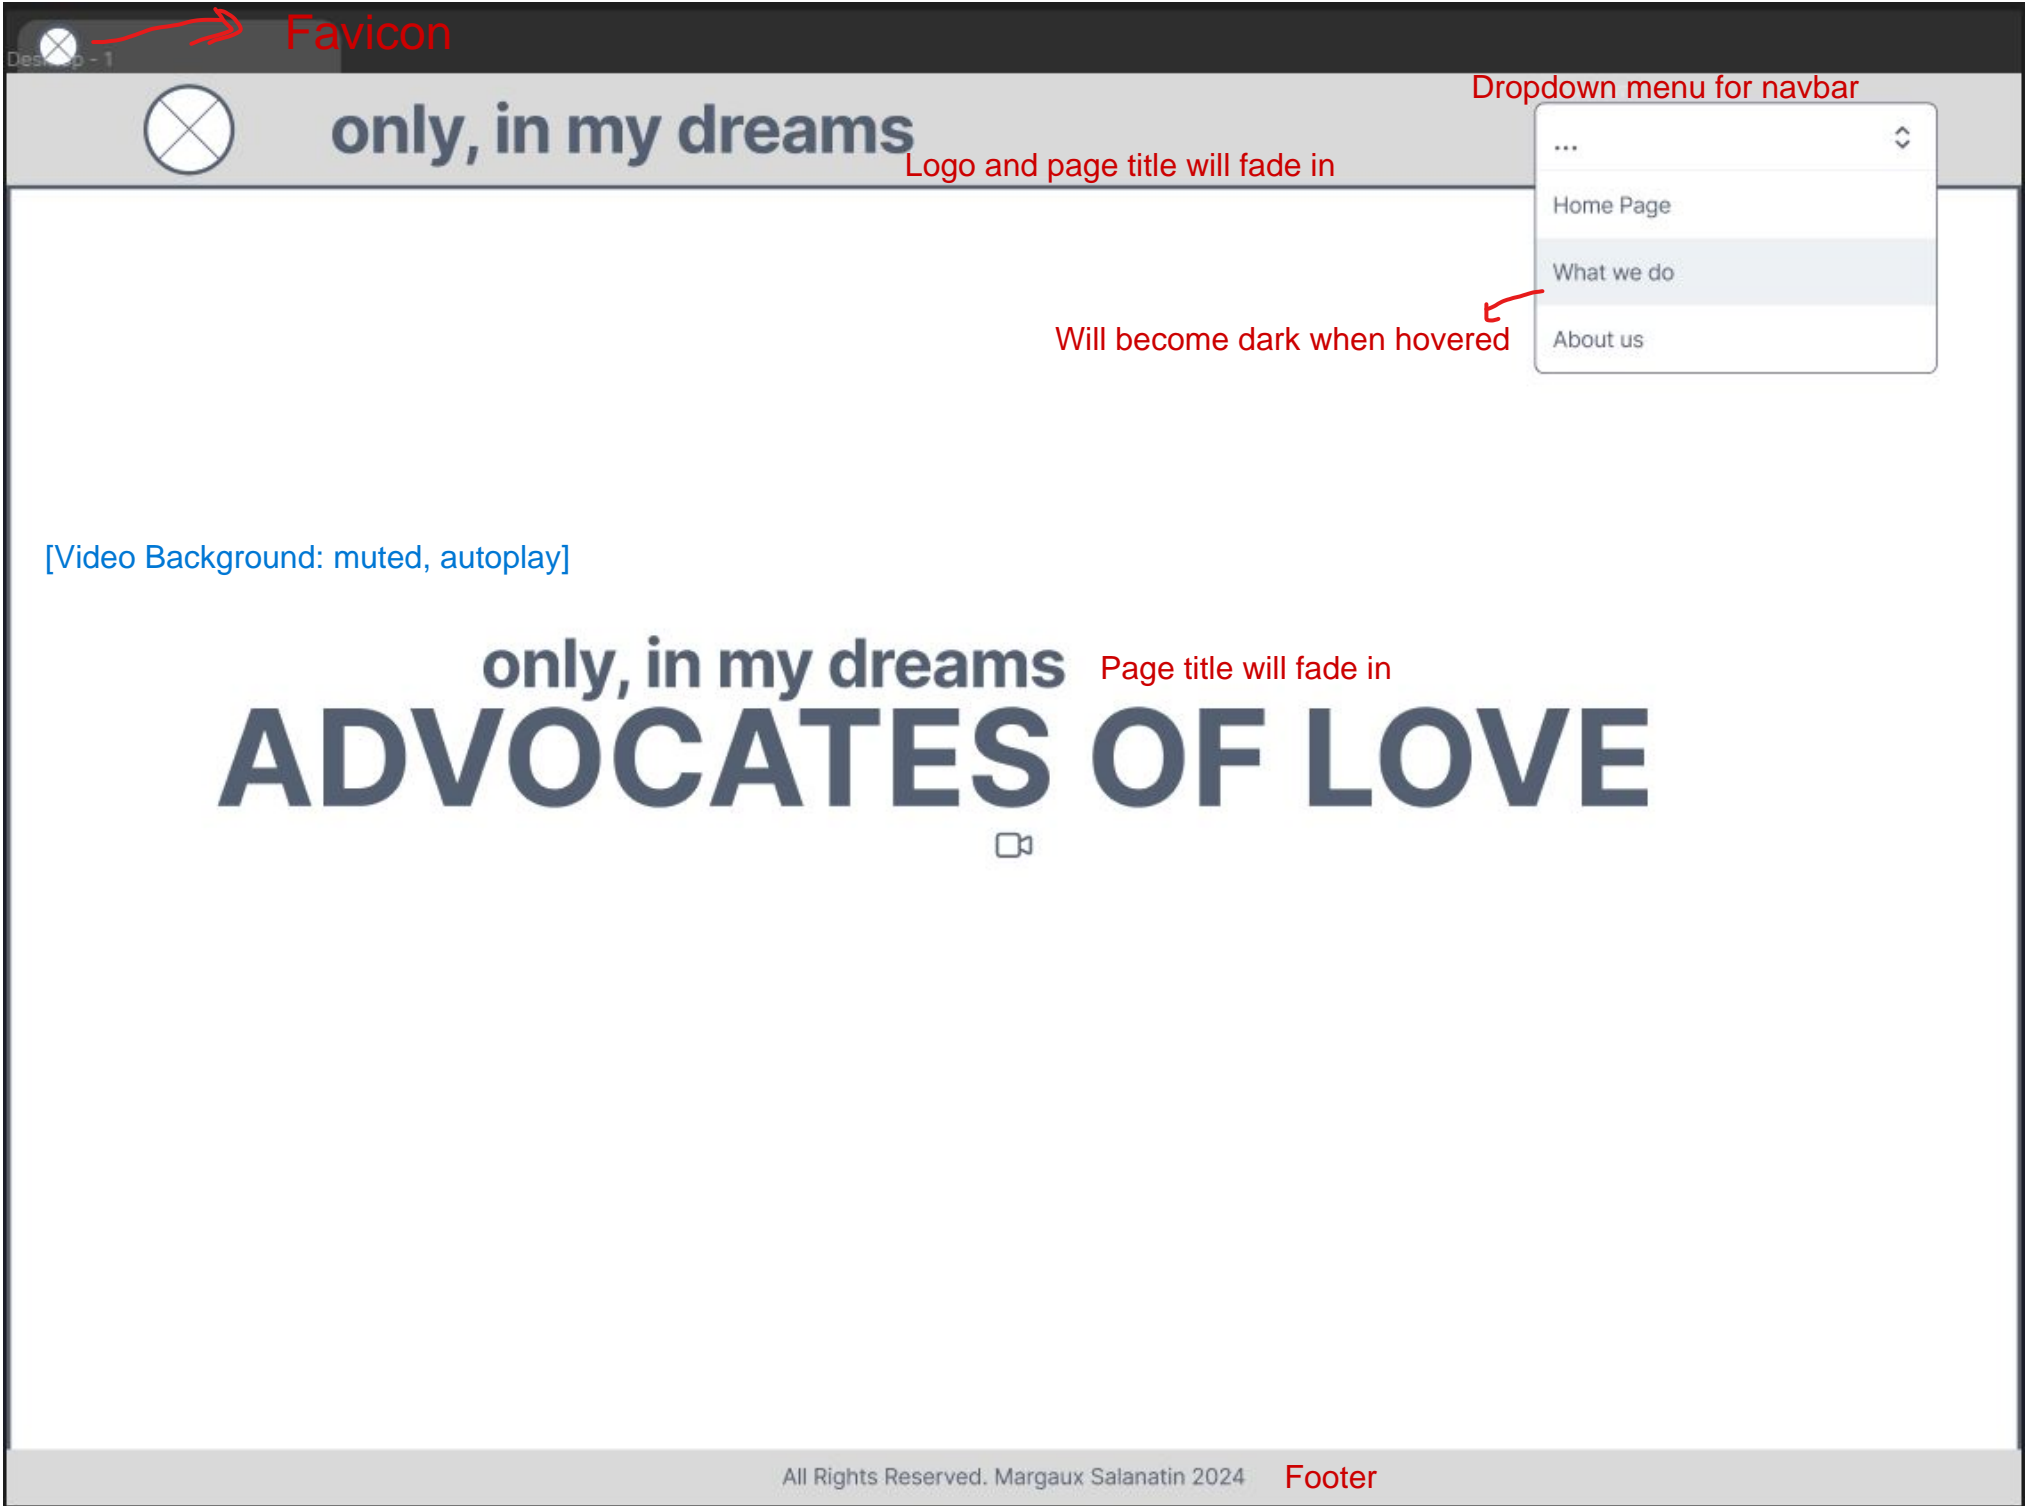 Favicon
Desktop - 1
Dropdown menu for navbar
only, in my dreams
Logo and page title will fade in
...
Home Page
What we do
Will become dark when hovered
About us
[Video Background: muted, autoplay]
only, in my dreams
Page title will fade in
ADVOCATES OF LOVE
All Rights Reserved. Margaux Salanatin 2024
Footer